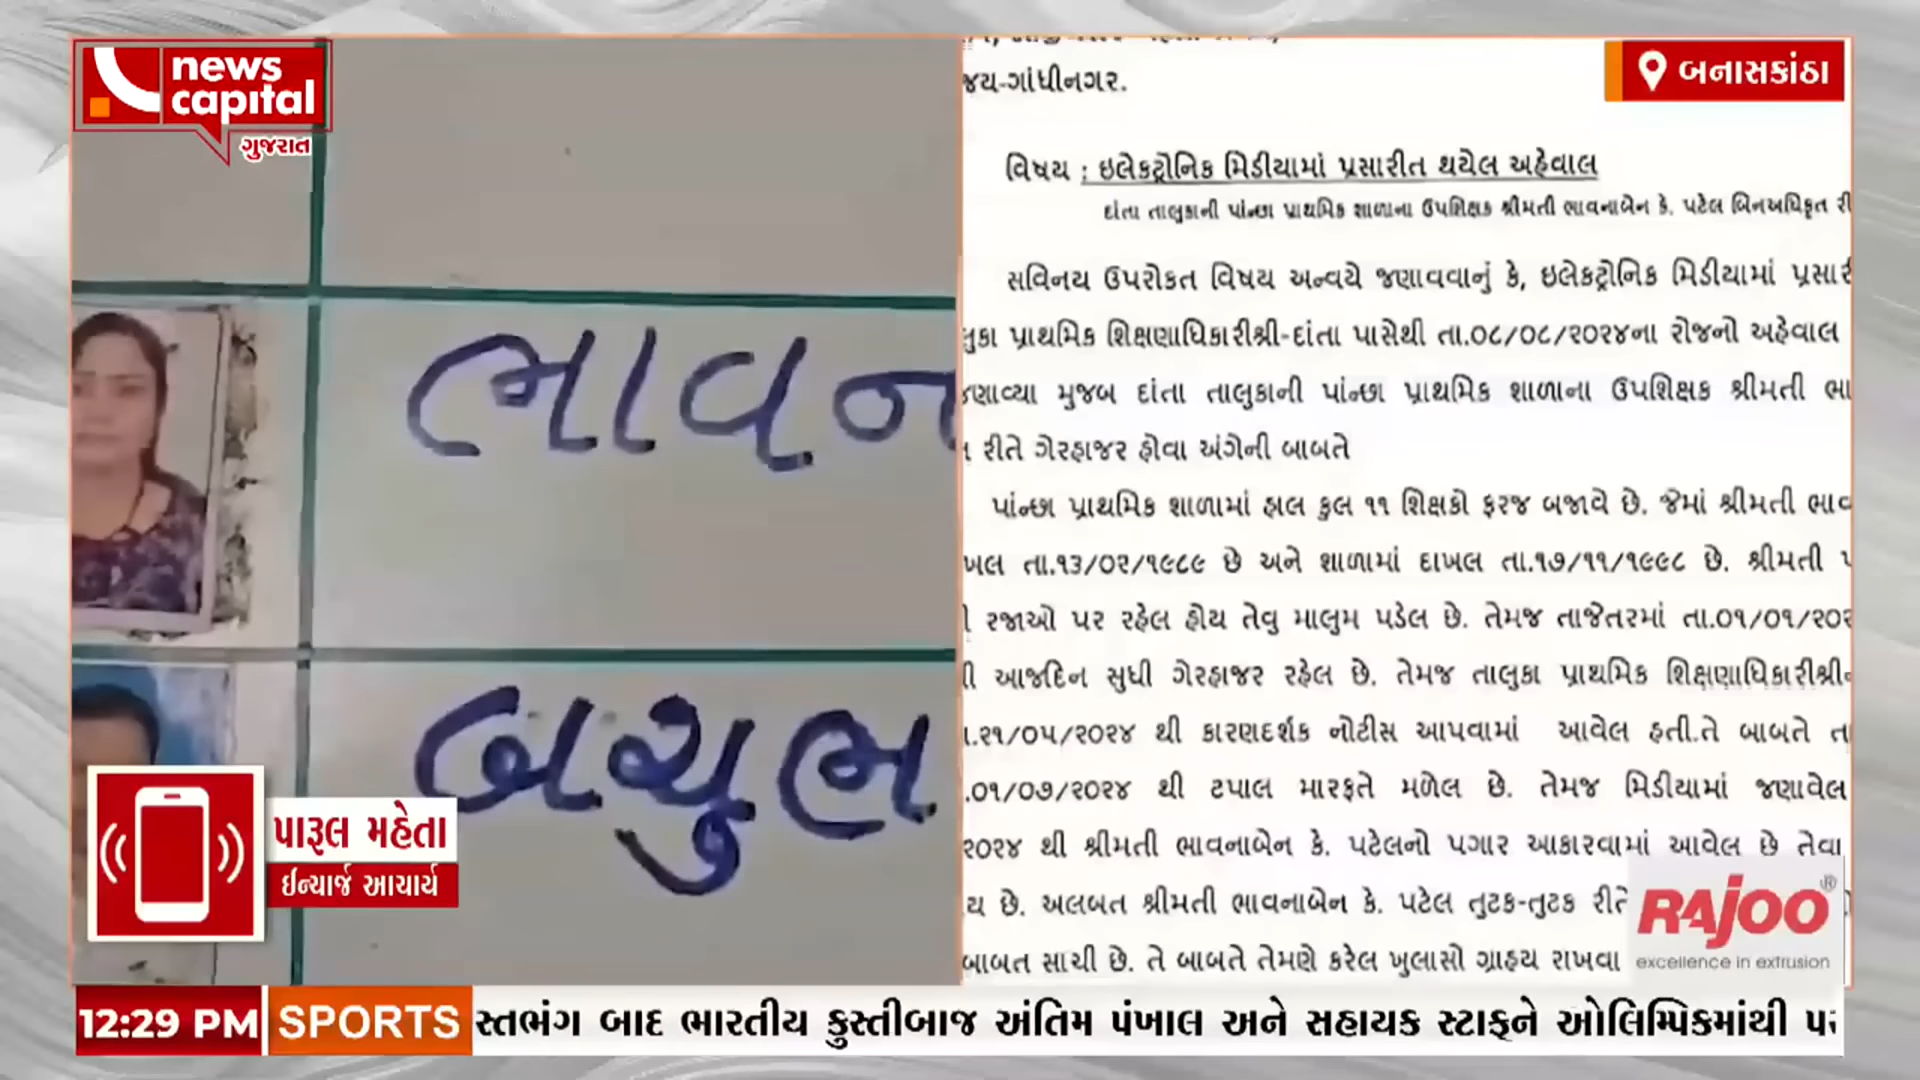 news
capital
ગુજરાત
બનાસકાંઠા
ભાવન
બચુભ
જય-ગાંધીનગર.
વિષય : ઇલેક્ટ્રોનિક મિડીયામાં પ્રસારીત થયેલ અહેવાલ
દાંતા તાલુકાની પાંન્છા પ્રાથમિક શાળાના ઉપશિક્ષક શ્રીમતી ભાવનાબેન કે. પટેલ બિનઅધિકૃત રી
સવિનય ઉપરોકત વિષય અન્વયે જણાવવાનું કે, ઇલેક્ટ્રોનિક મિડીયામાં પ્રસાર
લુકા પ્રાથમિક શિક્ષણાધિકારીશ્રી-દાંતા પાસેથી તા.૦૮/૦૮/૨૦૨૪ના રોજનો અહેવાલ
જણાવ્યા મુજબ દાંતા તાલુકાની પાંન્છા પ્રાથમિક શાળાના ઉપશિક્ષક શ્રીમતી ભા
રીતે ગેરહાજર હોવા અંગેની બાબતે
પાંન્છા પ્રાથમિક શાળામાં હાલ કુલ ૧૧ શિક્ષકો ફરજ બજાવે છે. જેમાં શ્રીમતી ભાવ
ખલ તા.૧૩/૦૨/૧૯૮૯ છે અને શાળામાં દાખલ તા.૧૭/૧૧/૧૯૯૮ છે. શ્રીમતી
રજાઓ પર રહેલ હોય તેવુ માલુમ પડેલ છે. તેમજ તાજેતરમાં તા.૦૧/૦૧/૨૦૨
આજદિન સુધી ગેરહાજર રહેલ છે. તેમજ તાલુકા પ્રાથમિક શિક્ષણાધિકારીશ્રી-
.૨૧/૦૫/૨૦૨૪ થી કારણદર્શક નોટીસ આપવામાં આવેલ હતી.તે બાબતે તા
.૦૧/૦૭/૨૦૨૪ થી ટપાલ મારફતે મળેલ છે. તેમજ મિડીયામાં જણાવેલ
૨૦૨૪ થી શ્રીમતી ભાવનાબેન કે. પટેલનો પગાર આકારવામાં આવેલ છે તેવા
ય છે. અલબત શ્રીમતી ભાવનાબેન કે. પટેલ તુટક-તુટક રીતે
બાબત સાચી છે. તે બાબતે તેમણે કરેલ ખુલાસો ગ્રાહય રાખવા
RAJOO®
excellence in extrusion
પારૂલ મહેતા
ઈન્ચાર્જ આચાર્ય
12:29 PM SPORTS સ્તભંગ બાદ ભારતીય કુસ્તીબાજ અંતિમ પંખાલ અને સહાયક સ્ટાફને ઓલિમ્પિકમાંથી પર